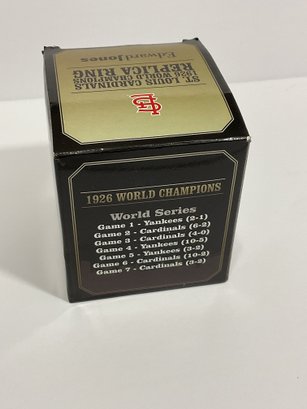 EdwardJones
ST. LOUIS CARDINALS
1926 WORLD CHAMPIONS
REPLICA RING
STL
1926 WORLD CHAMPIONS
World Series
Game 1 - Yankees (2-1)
Game 2 - Cardinals (6-2)
Game 3 - Cardinals (4-0)
Game 4 - Yankees (10-5)
Game 5 - Yankees (3-2)
Game 6 - Cardinals (10-2)
Game 7 - Cardinals (3-2)